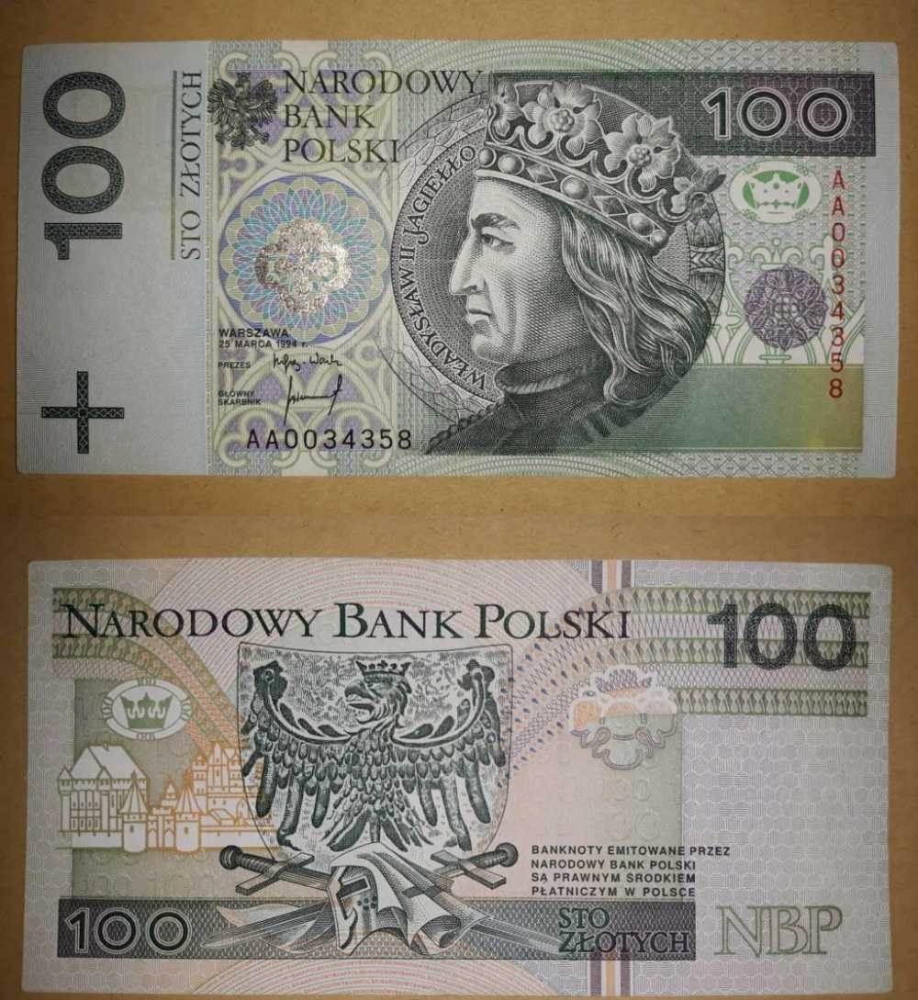 100
STO ZŁOTYCH
NARODOWY
BANK
POLSKI
WŁADYSŁAW II JAGIEŁŁO
100
AA0034358
WARSZAWA
25 MARCA 1994 r.
PREZES
GŁÓWNY
SKARBNIK
AA0034358
NARODOWY BANK POLSKI
100
BANKNOTY EMITOWANE PRZEZ
NARODOWY BANK POLSKI
SĄ PRAWNYM ŚRODKIEM
PŁATNICZYM W POLSCE
100
STO
ZŁOTYCH
NBP